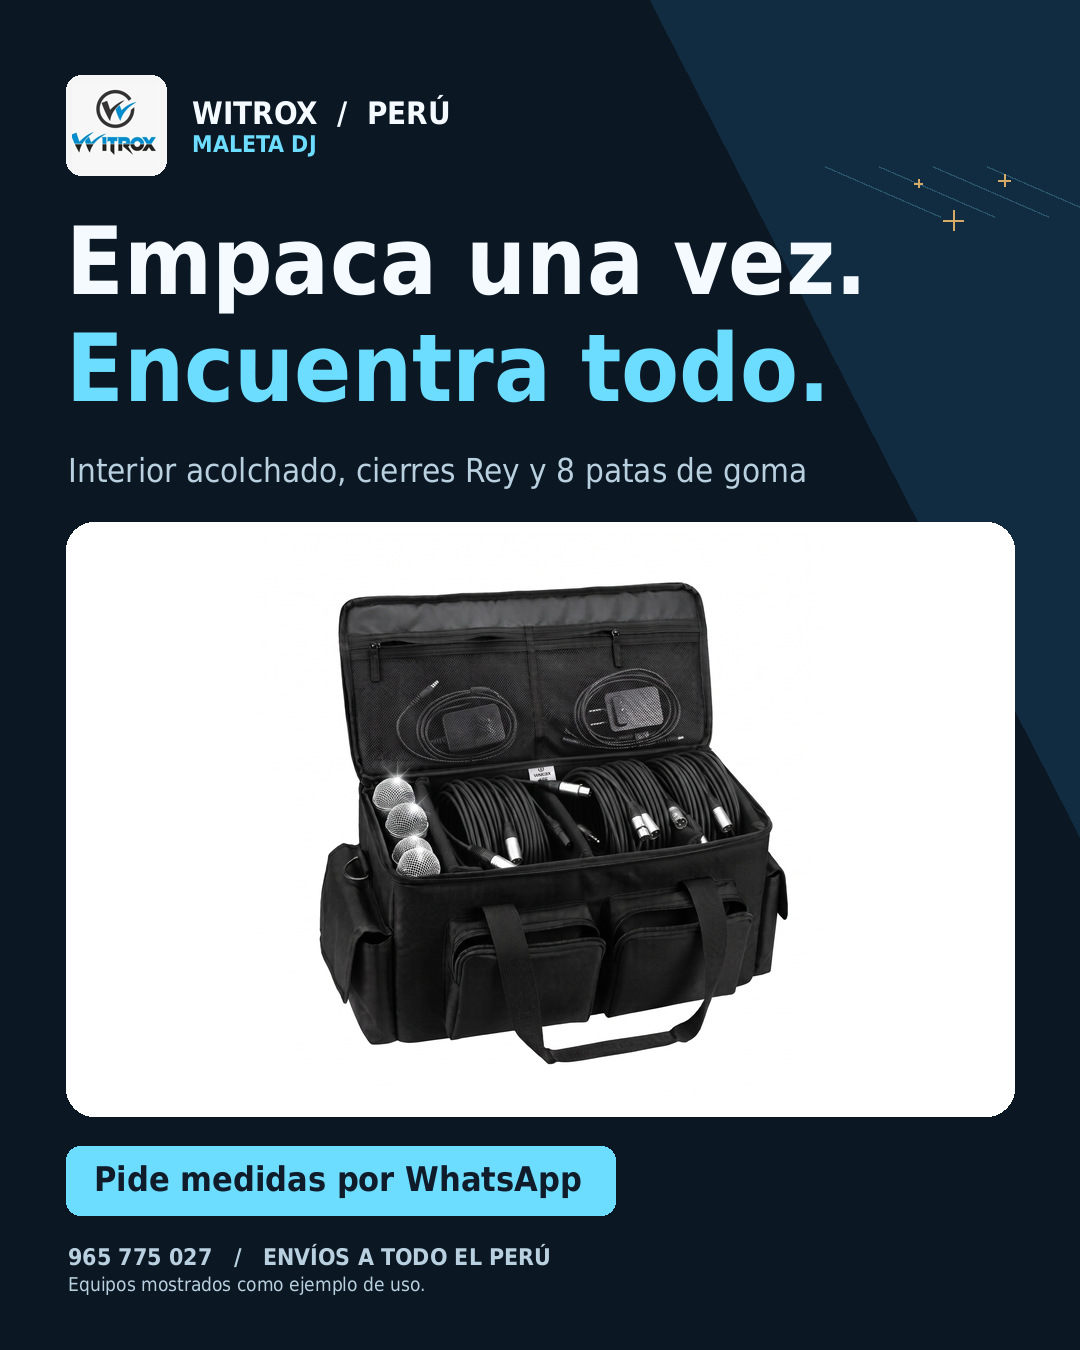 WITROX
WITROX / PERÚ
MALETA DJ
Empaca una vez.
Encuentra todo.
Interior acolchado, cierres Rey y 8 patas de goma
Pide medidas por WhatsApp
965 775 027 / ENVÍOS A TODO EL PERÚ
Equipos mostrados como ejemplo de uso.